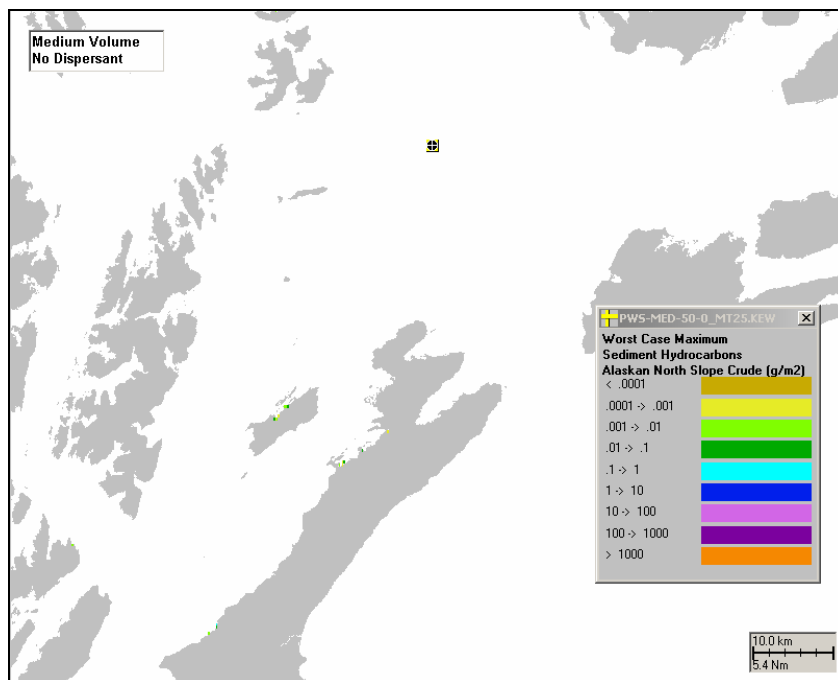 Medium Volume
No Dispersant
PWS-MED-50-0_MT25.KEW
Worst Case Maximum
Sediment Hydrocarbons
Alaskan North Slope Crude (g/m2)
< .0001
.0001 -> .001
.001 -> .01
.01 -> .1
.1 -> 1
1 -> 10
10 -> 100
100 -> 1000
> 1000
10.0 km
5.4 Nm